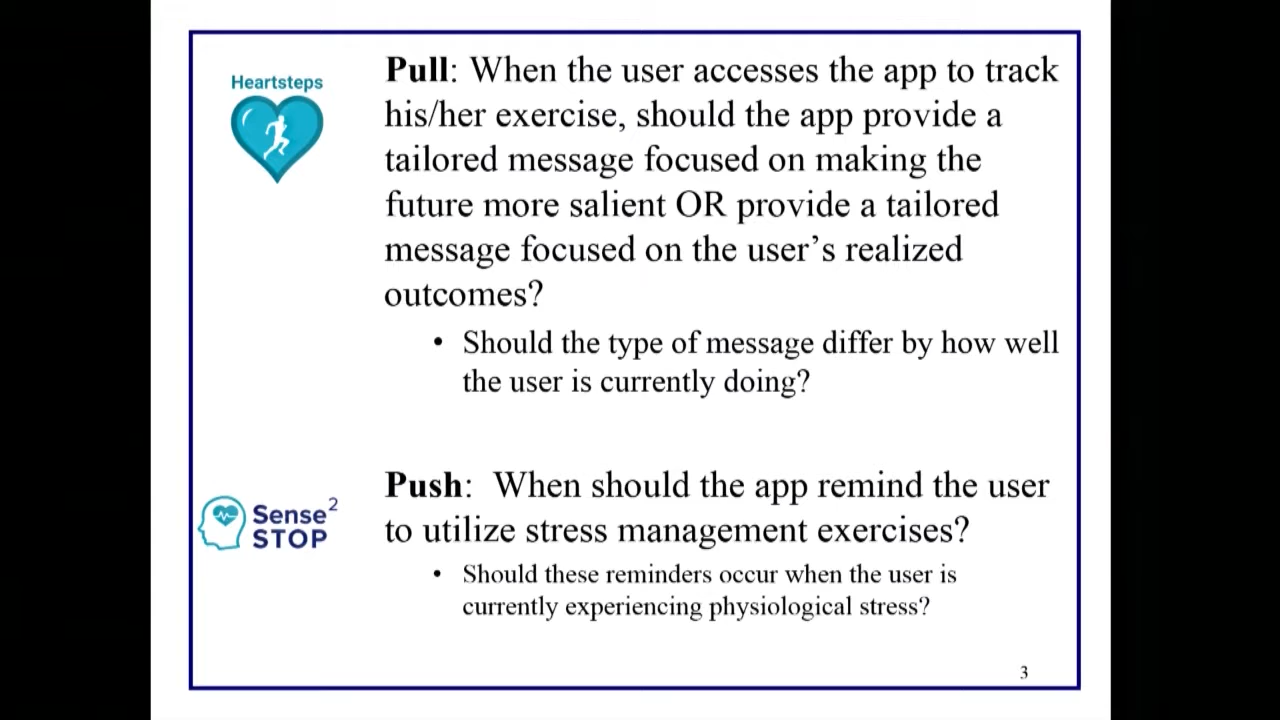 Heartsteps
Pull: When the user accesses the app to track
his/her exercise, should the app provide a
tailored message focused on making the
future more salient OR provide a tailored
message focused on the user's realized
outcomes?
• Should the type of message differ by how well
the user is currently doing?
Sense²
STOP
Push: When should the app remind the user
to utilize stress management exercises?
• Should these reminders occur when the user is
currently experiencing physiological stress?
3